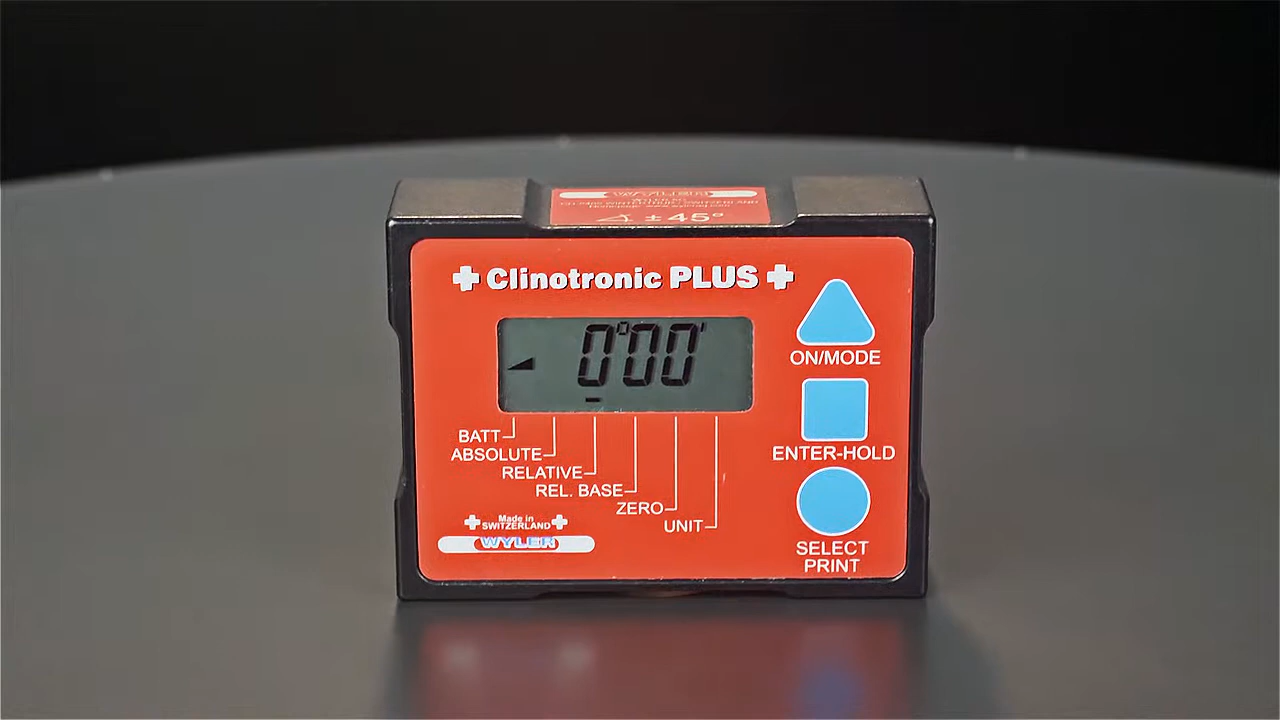 WYLER
± 45°
Clinotronic PLUS
0°00'
ON/MODE
BATT
ABSOLUTE
RELATIVE
REL. BASE
ZERO
UNIT
ENTER-HOLD
Made in
SWITZERLAND
WYLER
SELECT
PRINT